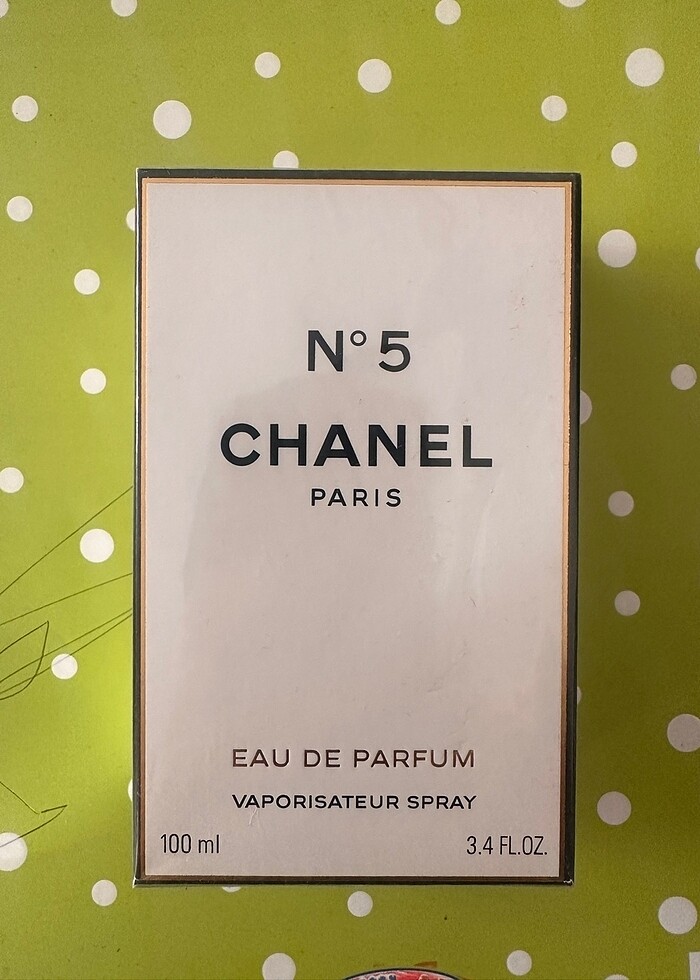 N°5
CHANEL
PARIS
EAU DE PARFUM
VAPORISATEUR SPRAY
100 ml 3.4 FL.OZ.